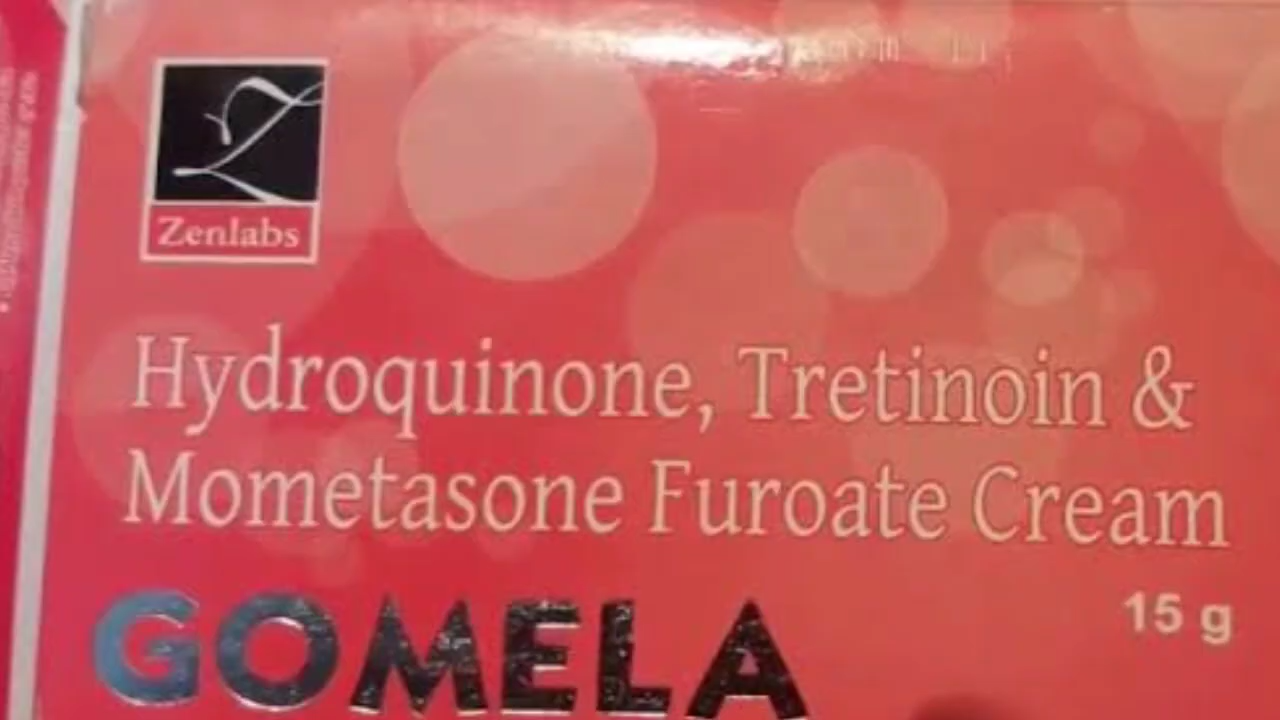 Zenlabs
Hydroquinone, Tretinoin &
Mometasone Furoate Cream
15 g
GOMELA